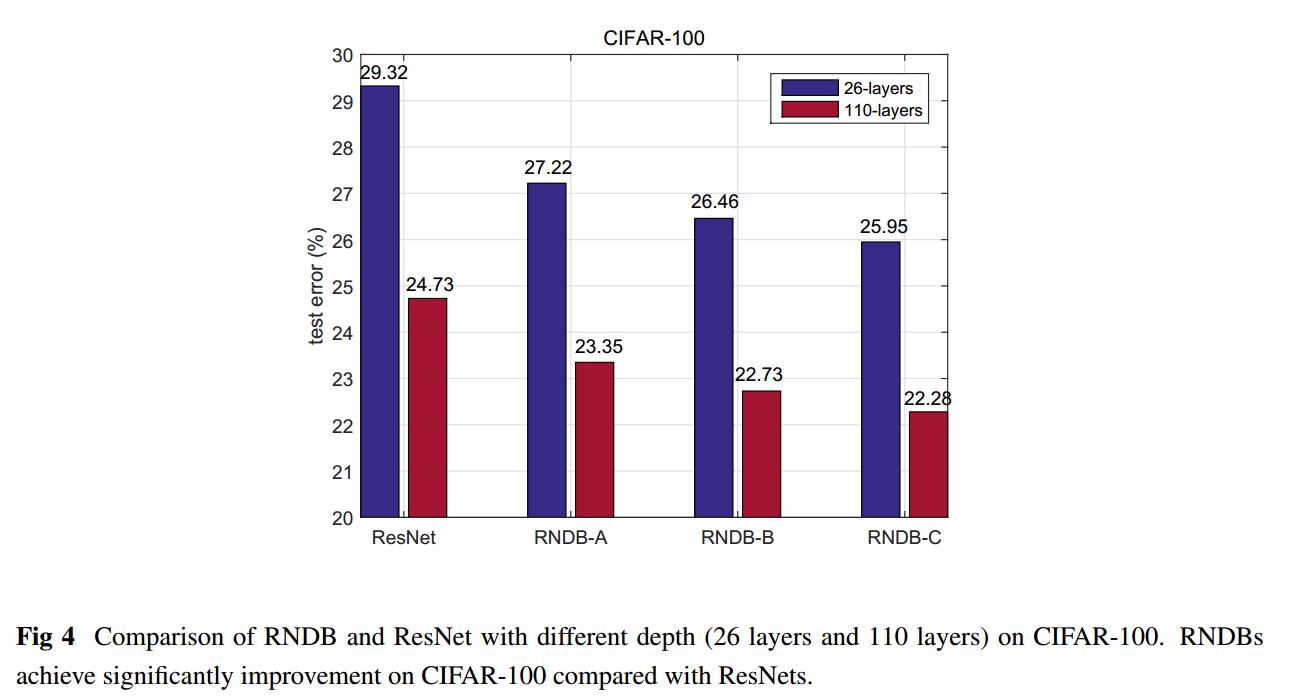 CIFAR-100
30
29.32
26-layers
29
110-layers
28
27.22
27
26.46
25.95
26
test error (%)
25
24.73
24
23.35
23
22.73
22.28
22
21
20
ResNet RNDB-A RNDB-B RNDB-C
Fig 4 Comparison of RNDB and ResNet with different depth (26 layers and 110 layers) on CIFAR-100. RNDBs
achieve significantly improvement on CIFAR-100 compared with ResNets.